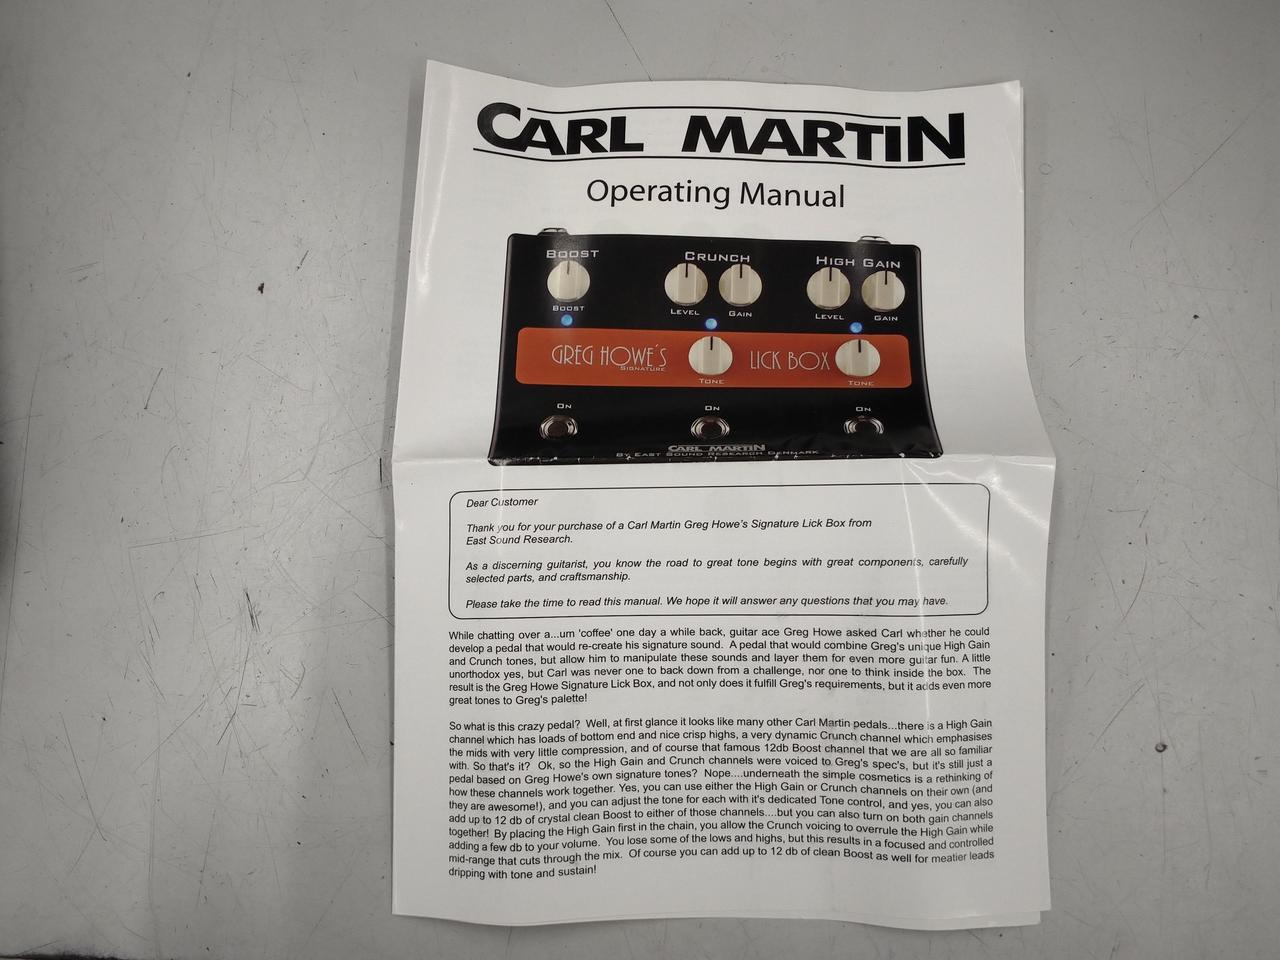 CARL MARTIN
Operating Manual
BOOST CRUNCH HIGH GAIN
BOOST LEVEL GAIN LEVEL GAIN
GREG HOWE'S LICK BOX
SIGNATURE
TONE TONE
ON ON ON
CARL MARTIN
BY EAST SOUND RESEARCH DENMARK
Dear Customer
Thank you for your purchase of a Carl Martin Greg Howe's Signature Lick Box from
East Sound Research.
As a discerning guitarist, you know the road to great tone begins with great components, carefully
selected parts, and craftsmanship.
Please take the time to read this manual. We hope it will answer any questions that you may have.
While chatting over a...um 'coffee' one day a while back, guitar ace Greg Howe asked Carl whether he could
develop a pedal that would re-create his signature sound. A pedal that would combine Greg's unique High Gain
and Crunch tones, but allow him to manipulate these sounds and layer them for even more guitar fun. A little
unorthodox yes, but Carl was never one to back down from a challenge, nor one to think inside the box. The
result is the Greg Howe Signature Lick Box, and not only does it fulfill Greg's requirements, but it adds even more
great tones to Greg's palette!
So what is this crazy pedal? Well, at first glance it looks like many other Carl Martin pedals...there is a High Gain
channel which has loads of bottom end and nice crisp highs, a very dynamic Crunch channel which emphasises
the mids with very little compression, and of course that famous 12db Boost channel that we are all so familiar
with. So that's it? Ok, so the High Gain and Crunch channels were voiced to Greg's spec's, but it's still just a
pedal based on Greg Howe's own signature tones? Nope....underneath the simple cosmetics is a rethinking of
how these channels work together. Yes, you can use either the High Gain or Crunch channels on their own (and
they are awesome!), and you can adjust the tone for each with it's dedicated Tone control, and yes, you can also
add up to 12 db of crystal clean Boost to either of those channels....but you can also turn on both gain channels
together! By placing the High Gain first in the chain, you allow the Crunch voicing to overrule the High Gain while
adding a few db to your volume. You lose some of the lows and highs, but this results in a focused and controlled
mid-range that cuts through the mix. Of course you can add up to 12 db of clean Boost as well for meatier leads
dripping with tone and sustain!